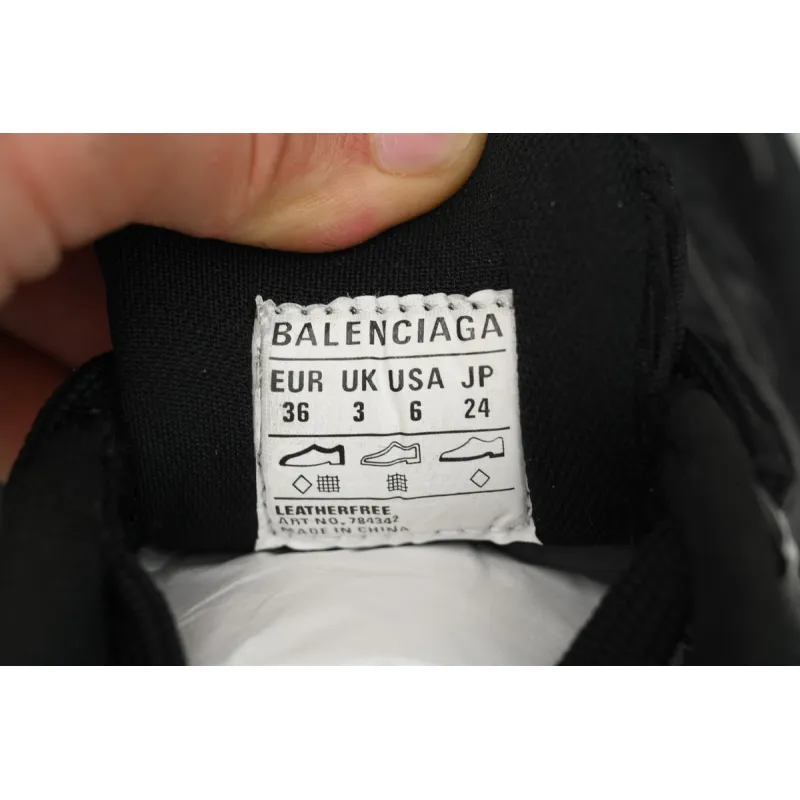 BALENCIAGA
EUR UK USA JP
36 3 6 24
LEATHERFREE
ART NO. 784342
MADE IN CHINA